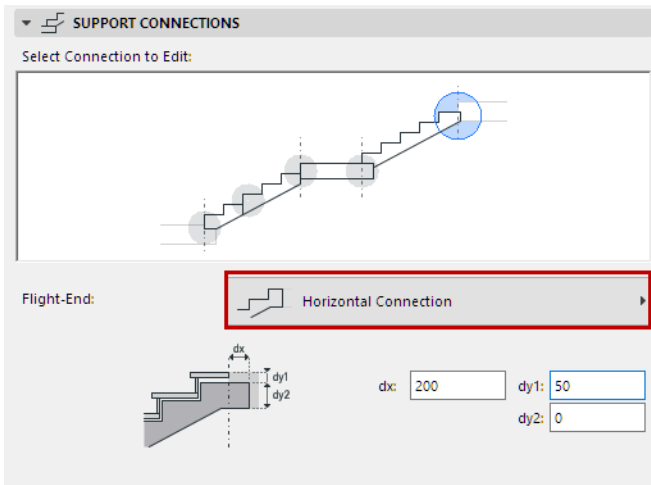 SUPPORT CONNECTIONS
Select Connection to Edit:
Flight-End:
Horizontal Connection
dx
dy1
dy2
dx: 200
dy1: 50
dy2: 0